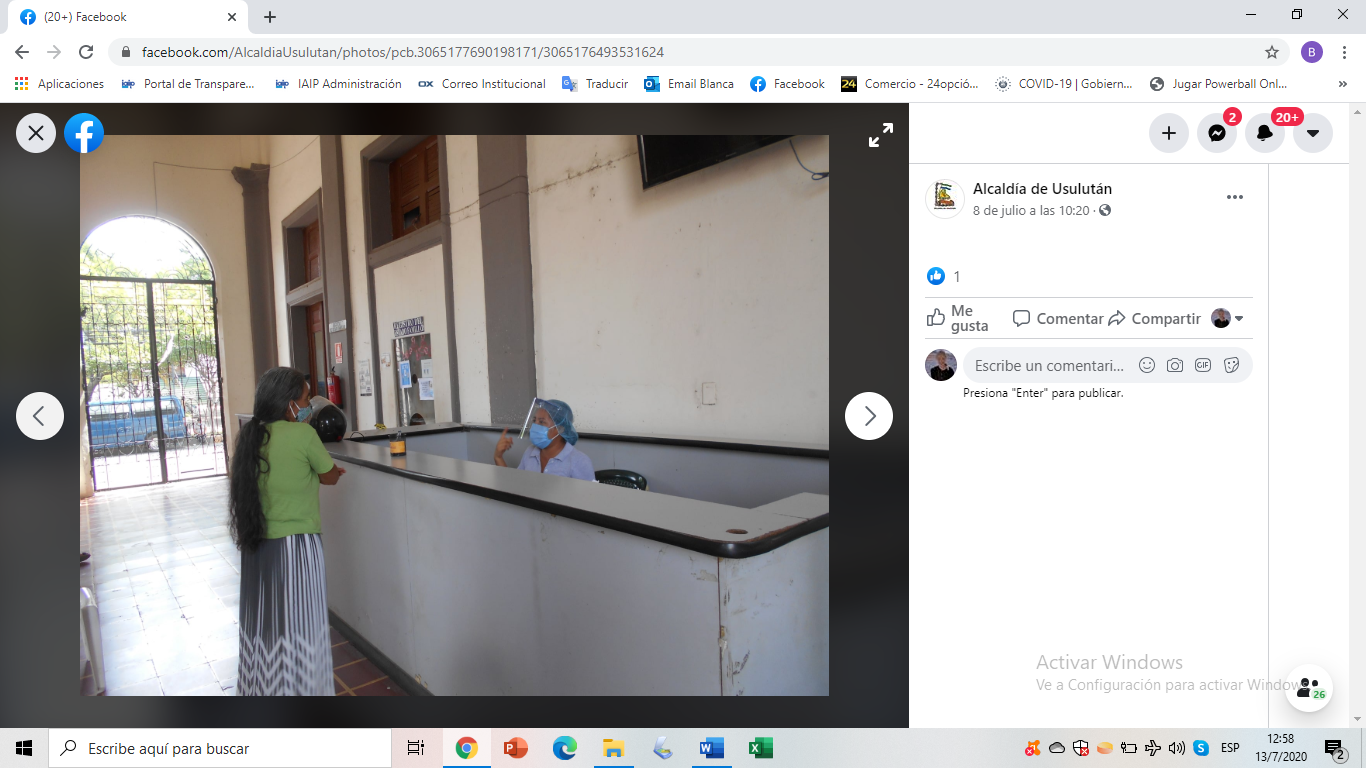 (20+) Facebook
facebook.com/AlcaldiaUsulutan/photos/pcb.3065177690198171/3065176493531624
B
Aplicaciones
Portal de Transpare...
IAIP Administración
Correo Institucional
Traducir
Email Blanca
Facebook
24
Comercio - 24opció...
COVID-19 | Gobiern...
Jugar Powerball Onl...
»
2
20+
Alcaldía de Usulután
8 de julio a las 10:20 ·
1
Me gusta
Comentar
Compartir
Escribe un comentari...
GIF
Presiona "Enter" para publicar.
Activar Windows
Ve a Configuración para activar Windows
26
Escribe aquí para buscar
ESP
12:58
13/7/2020
2